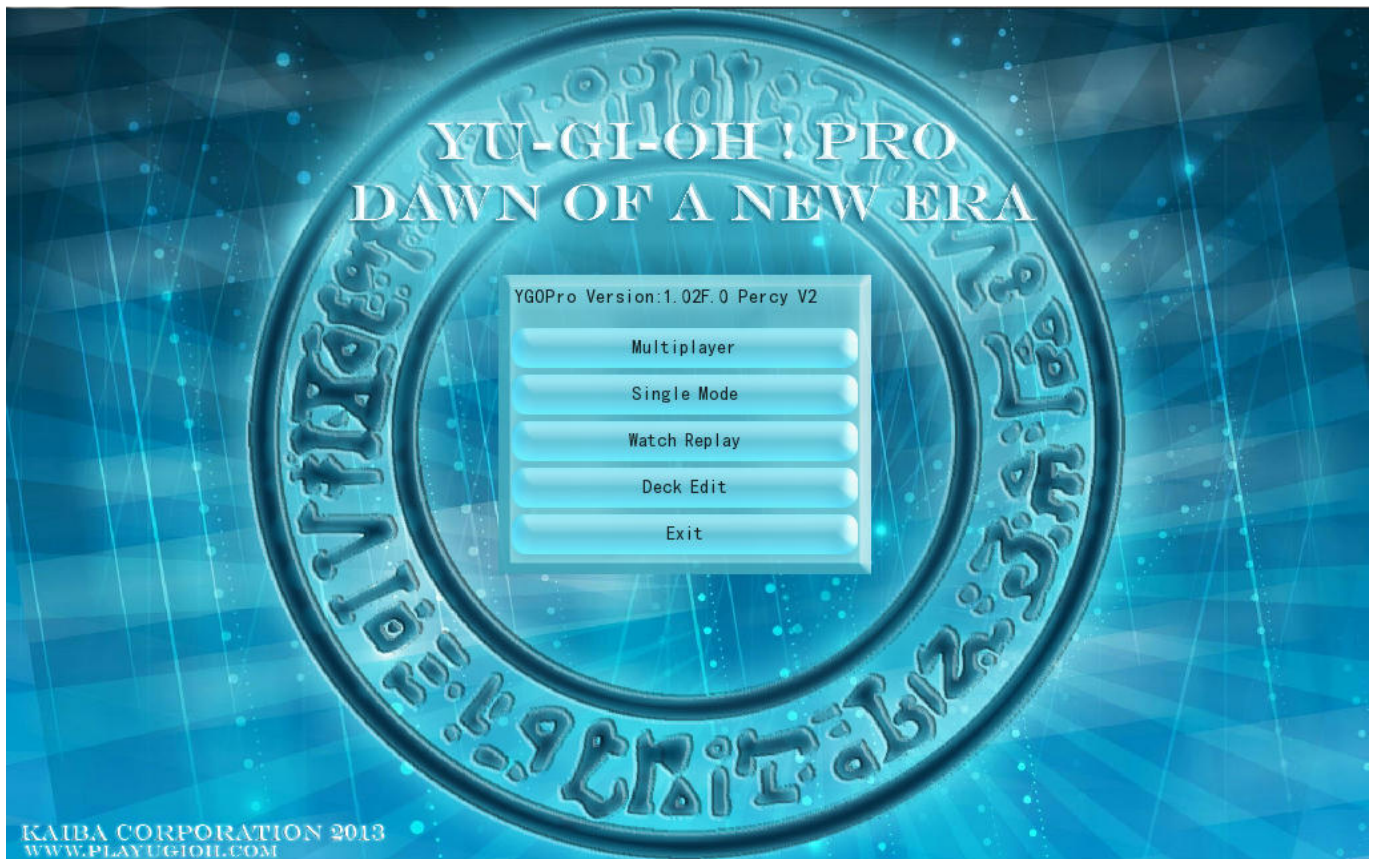 YU-GI-OH ! PRO
DAWN OF A NEW ERA
YGOPro Version:1.02F.0 Percy V2
Multiplayer
Single Mode
Watch Replay
Deck Edit
Exit
KAIBA CORPORATION 2013
WWW.PLAYUGIOH.COM